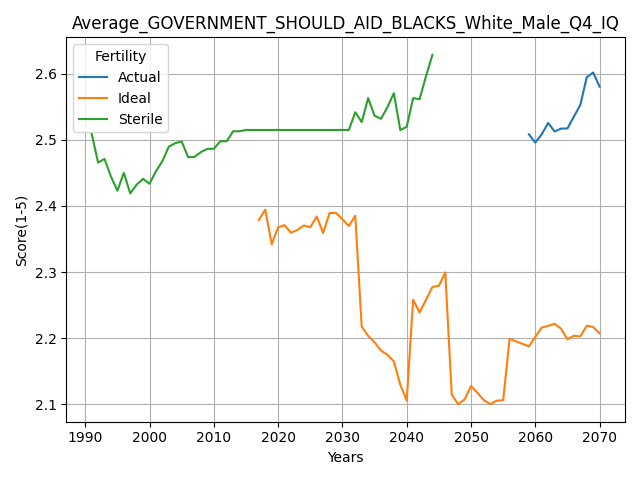 Average_GOVERNMENT_SHOULD_AID_BLACKS_White_Male_Q4_IQ
Fertility
Actual
Ideal
Sterile
Score(1-5)
2.6
2.5
2.4
2.3
2.2
2.1
1990 2000 2010 2020 2030 2040 2050 2060 2070
Years